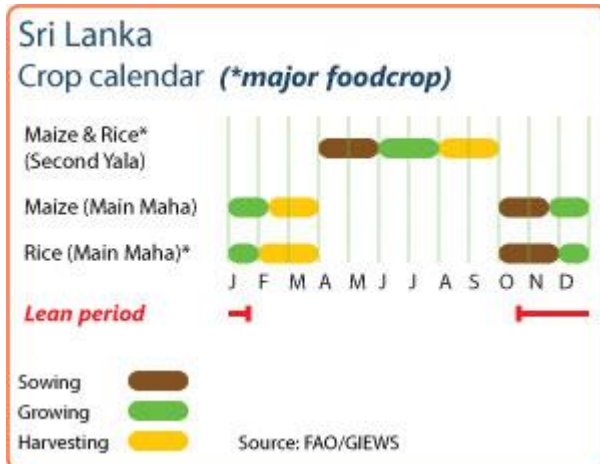 Sri Lanka
Crop calendar (*major foodcrop)
Maize & Rice*
(Second Yala)
Maize (Main Maha)
Rice (Main Maha)*
J F M A M J J A S O N D
Lean period
Sowing
Growing
Harvesting
Source: FAO/GIEWS